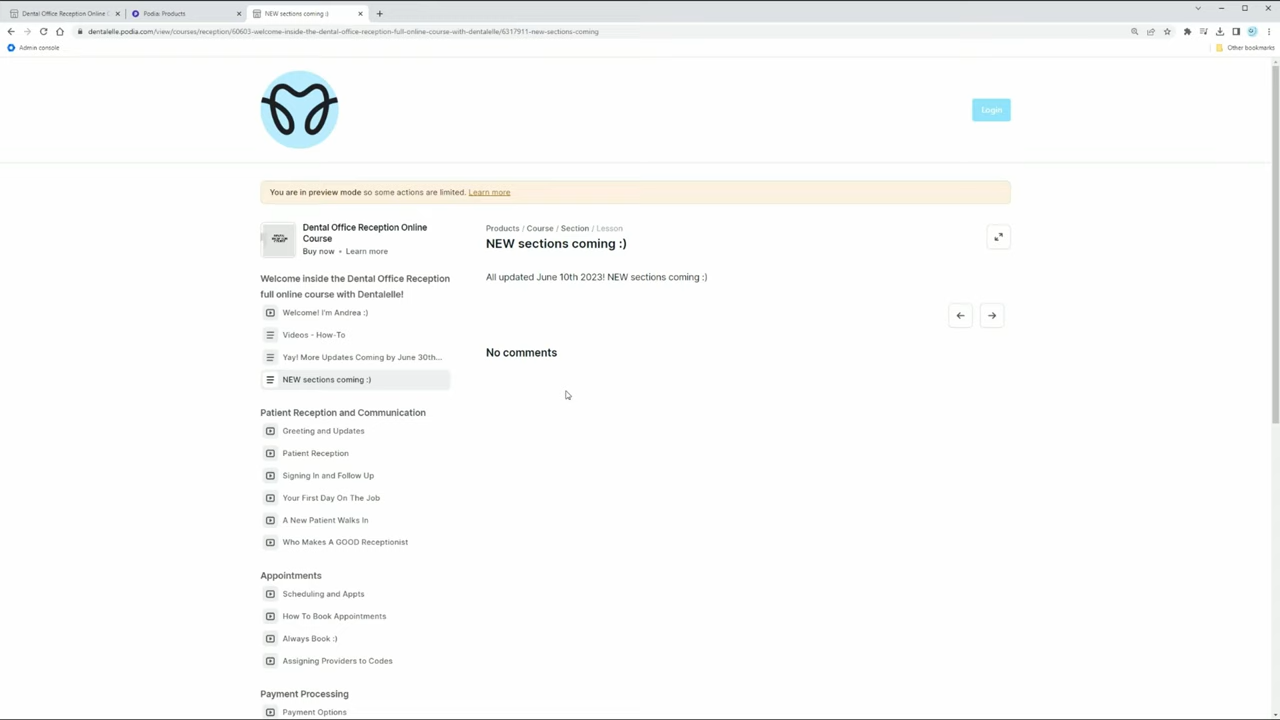 Dental Office Reception Online
Podia: Products
NEW sections coming :)
dentalelle.podia.com/view/courses/reception/60603-welcome-inside-the-dental-office-reception-full-online-course-with-dentalelle/6317911-new-sections-coming
Admin console
Other bookmarks
Login
You are in preview mode so some actions are limited. Learn more
Dental Office Reception Online
Course
Buy now • Learn more
Products / Course / Section / Lesson
NEW sections coming :)
All updated June 10th 2023! NEW sections coming :)
No comments
Welcome inside the Dental Office Reception
full online course with Dentalelle!
Welcome! I'm Andrea :)
Videos - How-To
Yay! More Updates Coming by June 30th...
NEW sections coming :)
Patient Reception and Communication
Greeting and Updates
Patient Reception
Signing In and Follow Up
Your First Day On The Job
A New Patient Walks In
Who Makes A GOOD Receptionist
Appointments
Scheduling and Appts
How To Book Appointments
Always Book :)
Assigning Providers to Codes
Payment Processing
Payment Options